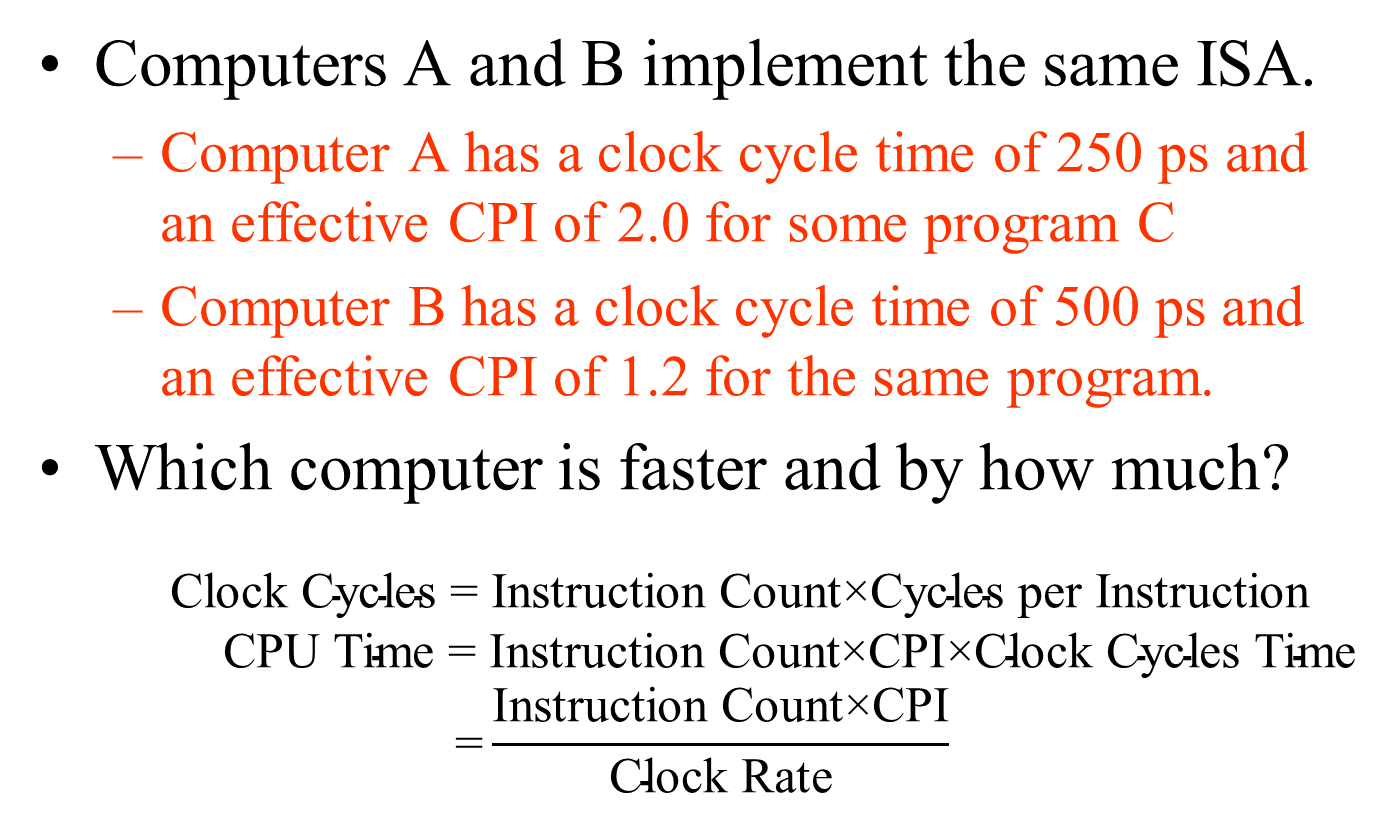 • Computers A and B implement the same ISA.
– Computer A has a clock cycle time of 250 ps and
an effective CPI of 2.0 for some program C
– Computer B has a clock cycle time of 500 ps and
an effective CPI of 1.2 for the same program.
• Which computer is faster and by how much?
Clock Cycles = Instruction Count×Cycles per Instruction
CPU Time = Instruction Count×CPI×Clock Cycles Time
Instruction Count×CPI
=
Clock Rate